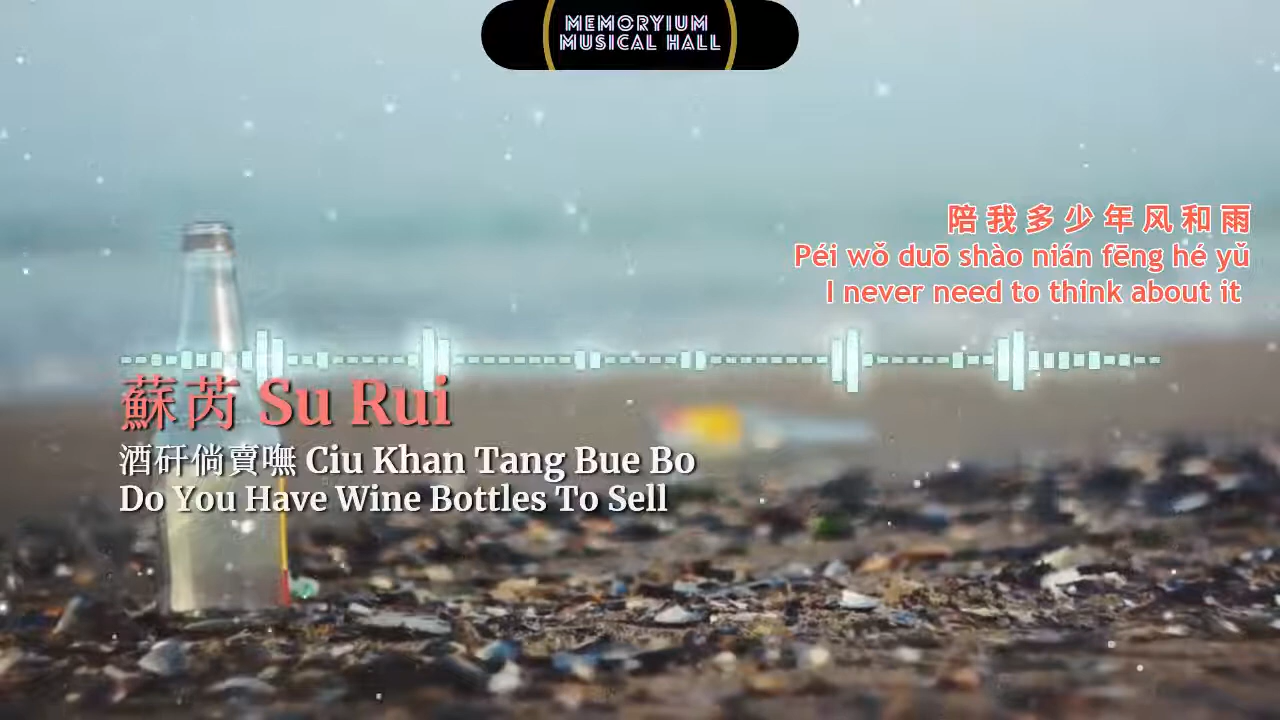 MEMORYIUM
MUSICAL HALL
陪我多少年风和雨
Péi wǒ duō shào nián fēng hé yǔ
I never need to think about it
蘇芮 Su Rui
酒矸倘賣嘸 Ciu Khan Tang Bue Bo
Do You Have Wine Bottles To Sell